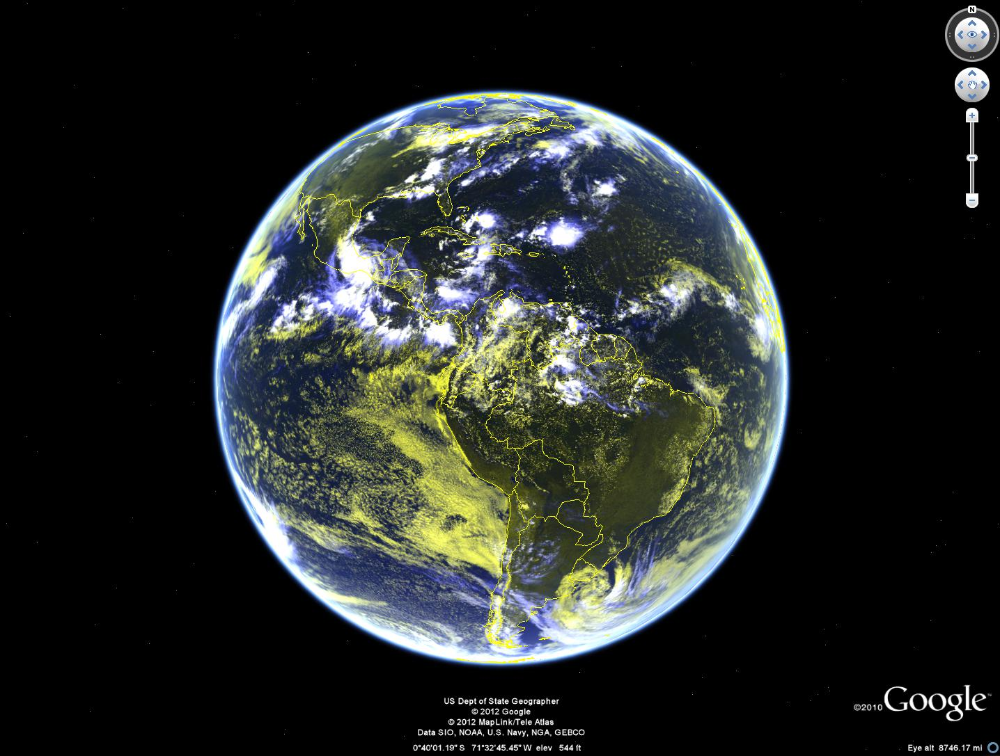 N
US Dept of State Geographer
© 2012 Google
© 2012 MapLink/Tele Atlas
Data SIO, NOAA, U.S. Navy, NGA, GEBCO
©2010 Google™
0°40'01.19" S 71°32'45.45" W elev 544 ft
Eye alt 8746.17 mi